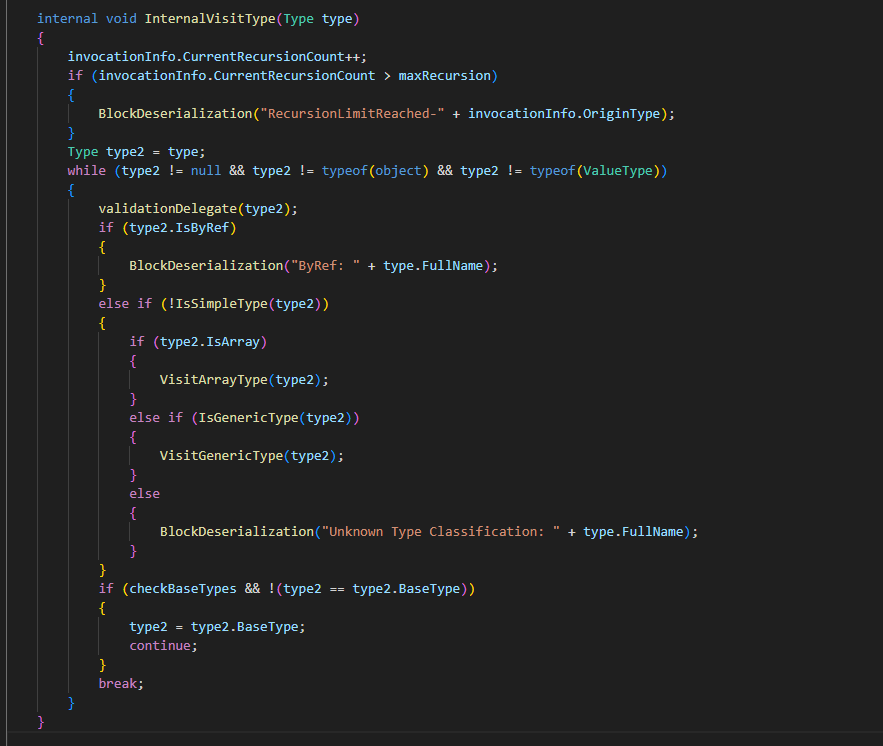 internal void InternalVisitType(Type type)
{
    invocationInfo.CurrentRecursionCount++;
    if (invocationInfo.CurrentRecursionCount > maxRecursion)
    {
        BlockDeserialization("RecursionLimitReached-" + invocationInfo.OriginType);
    }
    Type type2 = type;
    while (type2 != null && type2 != typeof(object) && type2 != typeof(ValueType))
    {
        validationDelegate(type2);
        if (type2.IsByRef)
        {
            BlockDeserialization("ByRef: " + type.FullName);
        }
        else if (!IsSimpleType(type2))
        {
            if (type2.IsArray)
            {
                VisitArrayType(type2);
            }
            else if (IsGenericType(type2))
            {
                VisitGenericType(type2);
            }
            else
            {
                BlockDeserialization("Unknown Type Classification: " + type.FullName);
            }
        }
        if (checkBaseTypes && !(type2 == type2.BaseType))
        {
            type2 = type2.BaseType;
            continue;
        }
        break;
    }
}